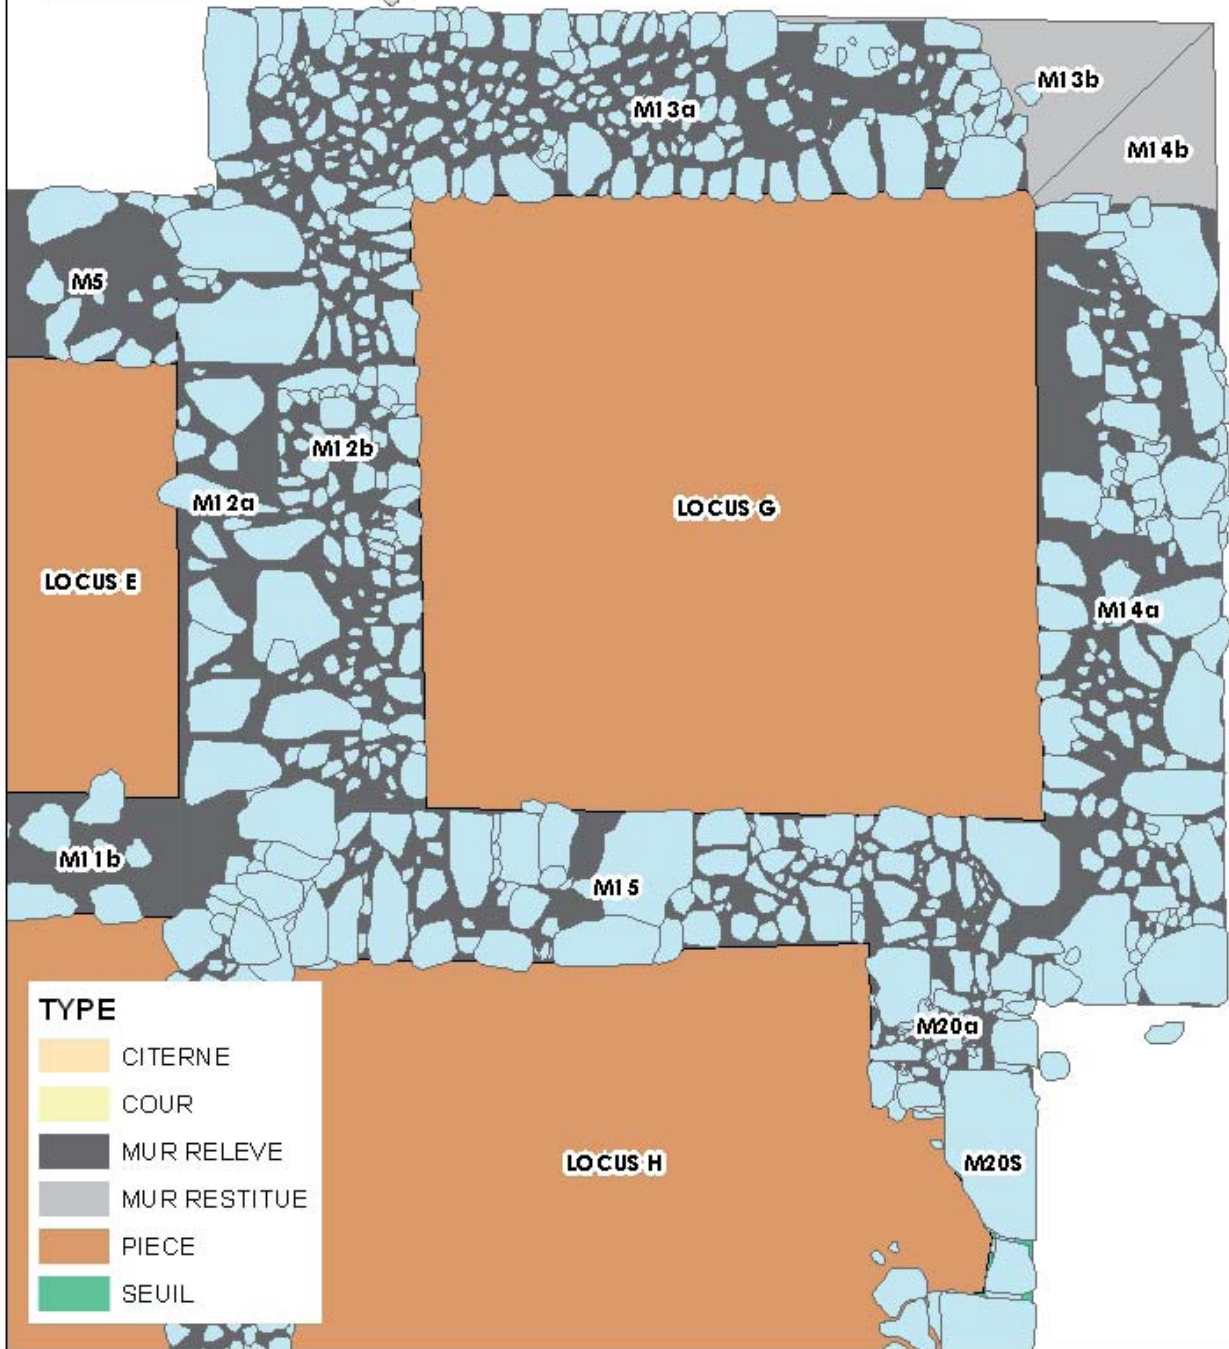 M13b
M13a
M14b
M5
M12b
M12a
LOCUS G
LOCUS E
M14a
M11b
M15
M20a
LOCUS H
M20S
TYPE
CITERNE
COUR
MUR RELEVE
MUR RESTITUE
PIECE
SEUIL